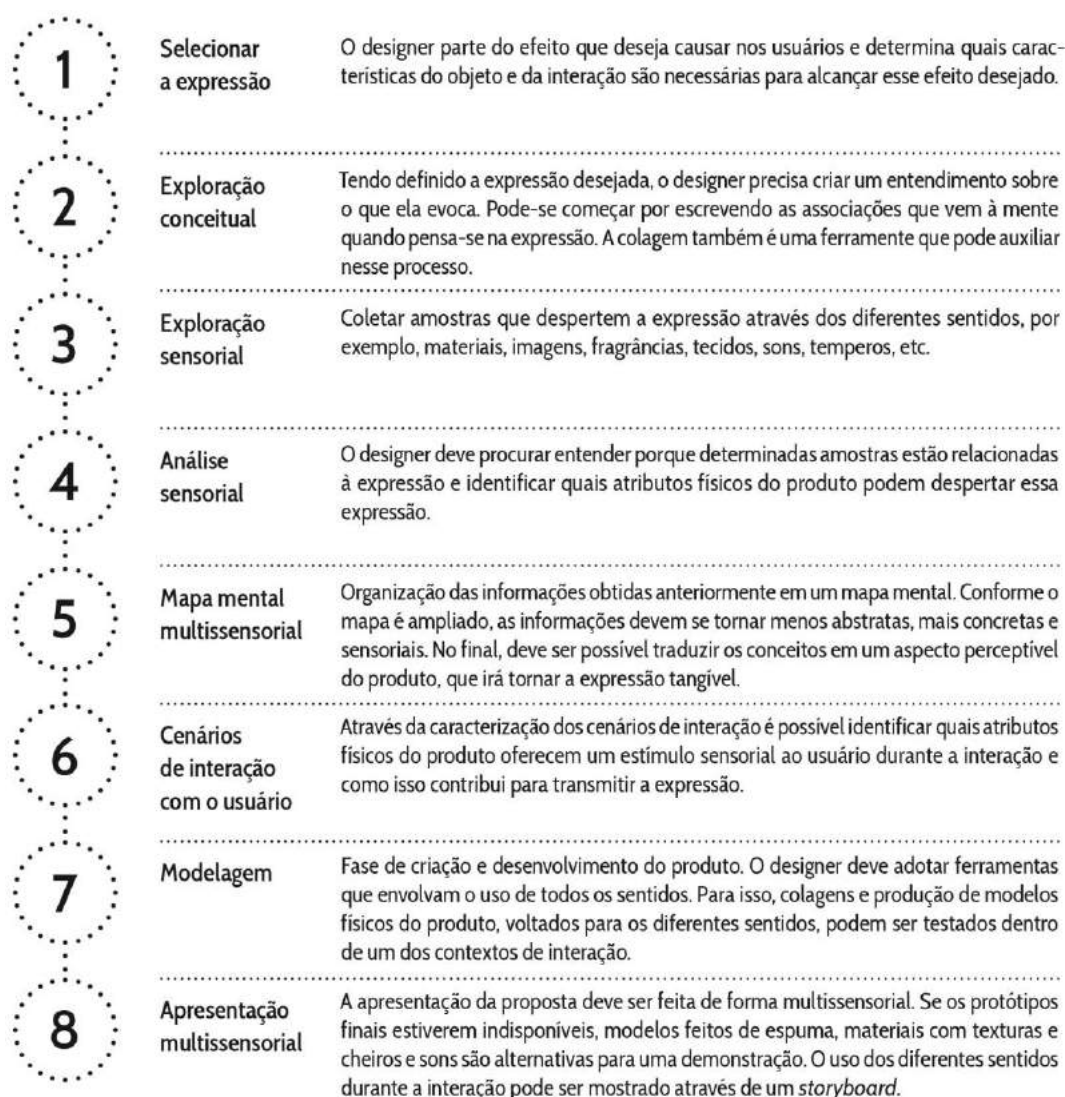 1
Selecionar
a expressão
O designer parte do efeito que deseja causar nos usuários e determina quais carac-
terísticas do objeto e da interação são necessárias para alcançar esse efeito desejado.
2
Exploração
conceitual
Tendo definido a expressão desejada, o designer precisa criar um entendimento sobre
o que ela evoca. Pode-se começar por escrevendo as associações que vem à mente
quando pensa-se na expressão. A colagem também é uma ferramente que pode auxiliar
nesse processo.
3
Exploração
sensorial
Coletar amostras que despertem a expressão através dos diferentes sentidos, por
exemplo, materiais, imagens, fragrâncias, tecidos, sons, temperos, etc.
4
Análise
sensorial
O designer deve procurar entender porque determinadas amostras estão relacionadas
à expressão e identificar quais atributos físicos do produto podem despertar essa
expressão.
5
Mapa mental
multissensorial
Organização das informações obtidas anteriormente em um mapa mental. Conforme o
mapa é ampliado, as informações devem se tornar menos abstratas, mais concretas e
sensoriais. No final, deve ser possível traduzir os conceitos em um aspecto perceptível
do produto, que irá tornar a expressão tangível.
6
Cenários
de interação
com o usuário
Através da caracterização dos cenários de interação é possível identificar quais atributos
físicos do produto oferecem um estímulo sensorial ao usuário durante a interação e
como isso contribui para transmitir a expressão.
7
Modelagem
Fase de criação e desenvolvimento do produto. O designer deve adotar ferramentas
que envolvam o uso de todos os sentidos. Para isso, colagens e produção de modelos
físicos do produto, voltados para os diferentes sentidos, podem ser testados dentro
de um dos contextos de interação.
8
Apresentação
multissensorial
A apresentação da proposta deve ser feita de forma multissensorial. Se os protótipos
finais estiverem indisponíveis, modelos feitos de espuma, materiais com texturas e
cheiros e sons são alternativas para uma demonstração. O uso dos diferentes sentidos
durante a interação pode ser mostrado através de um storyboard.